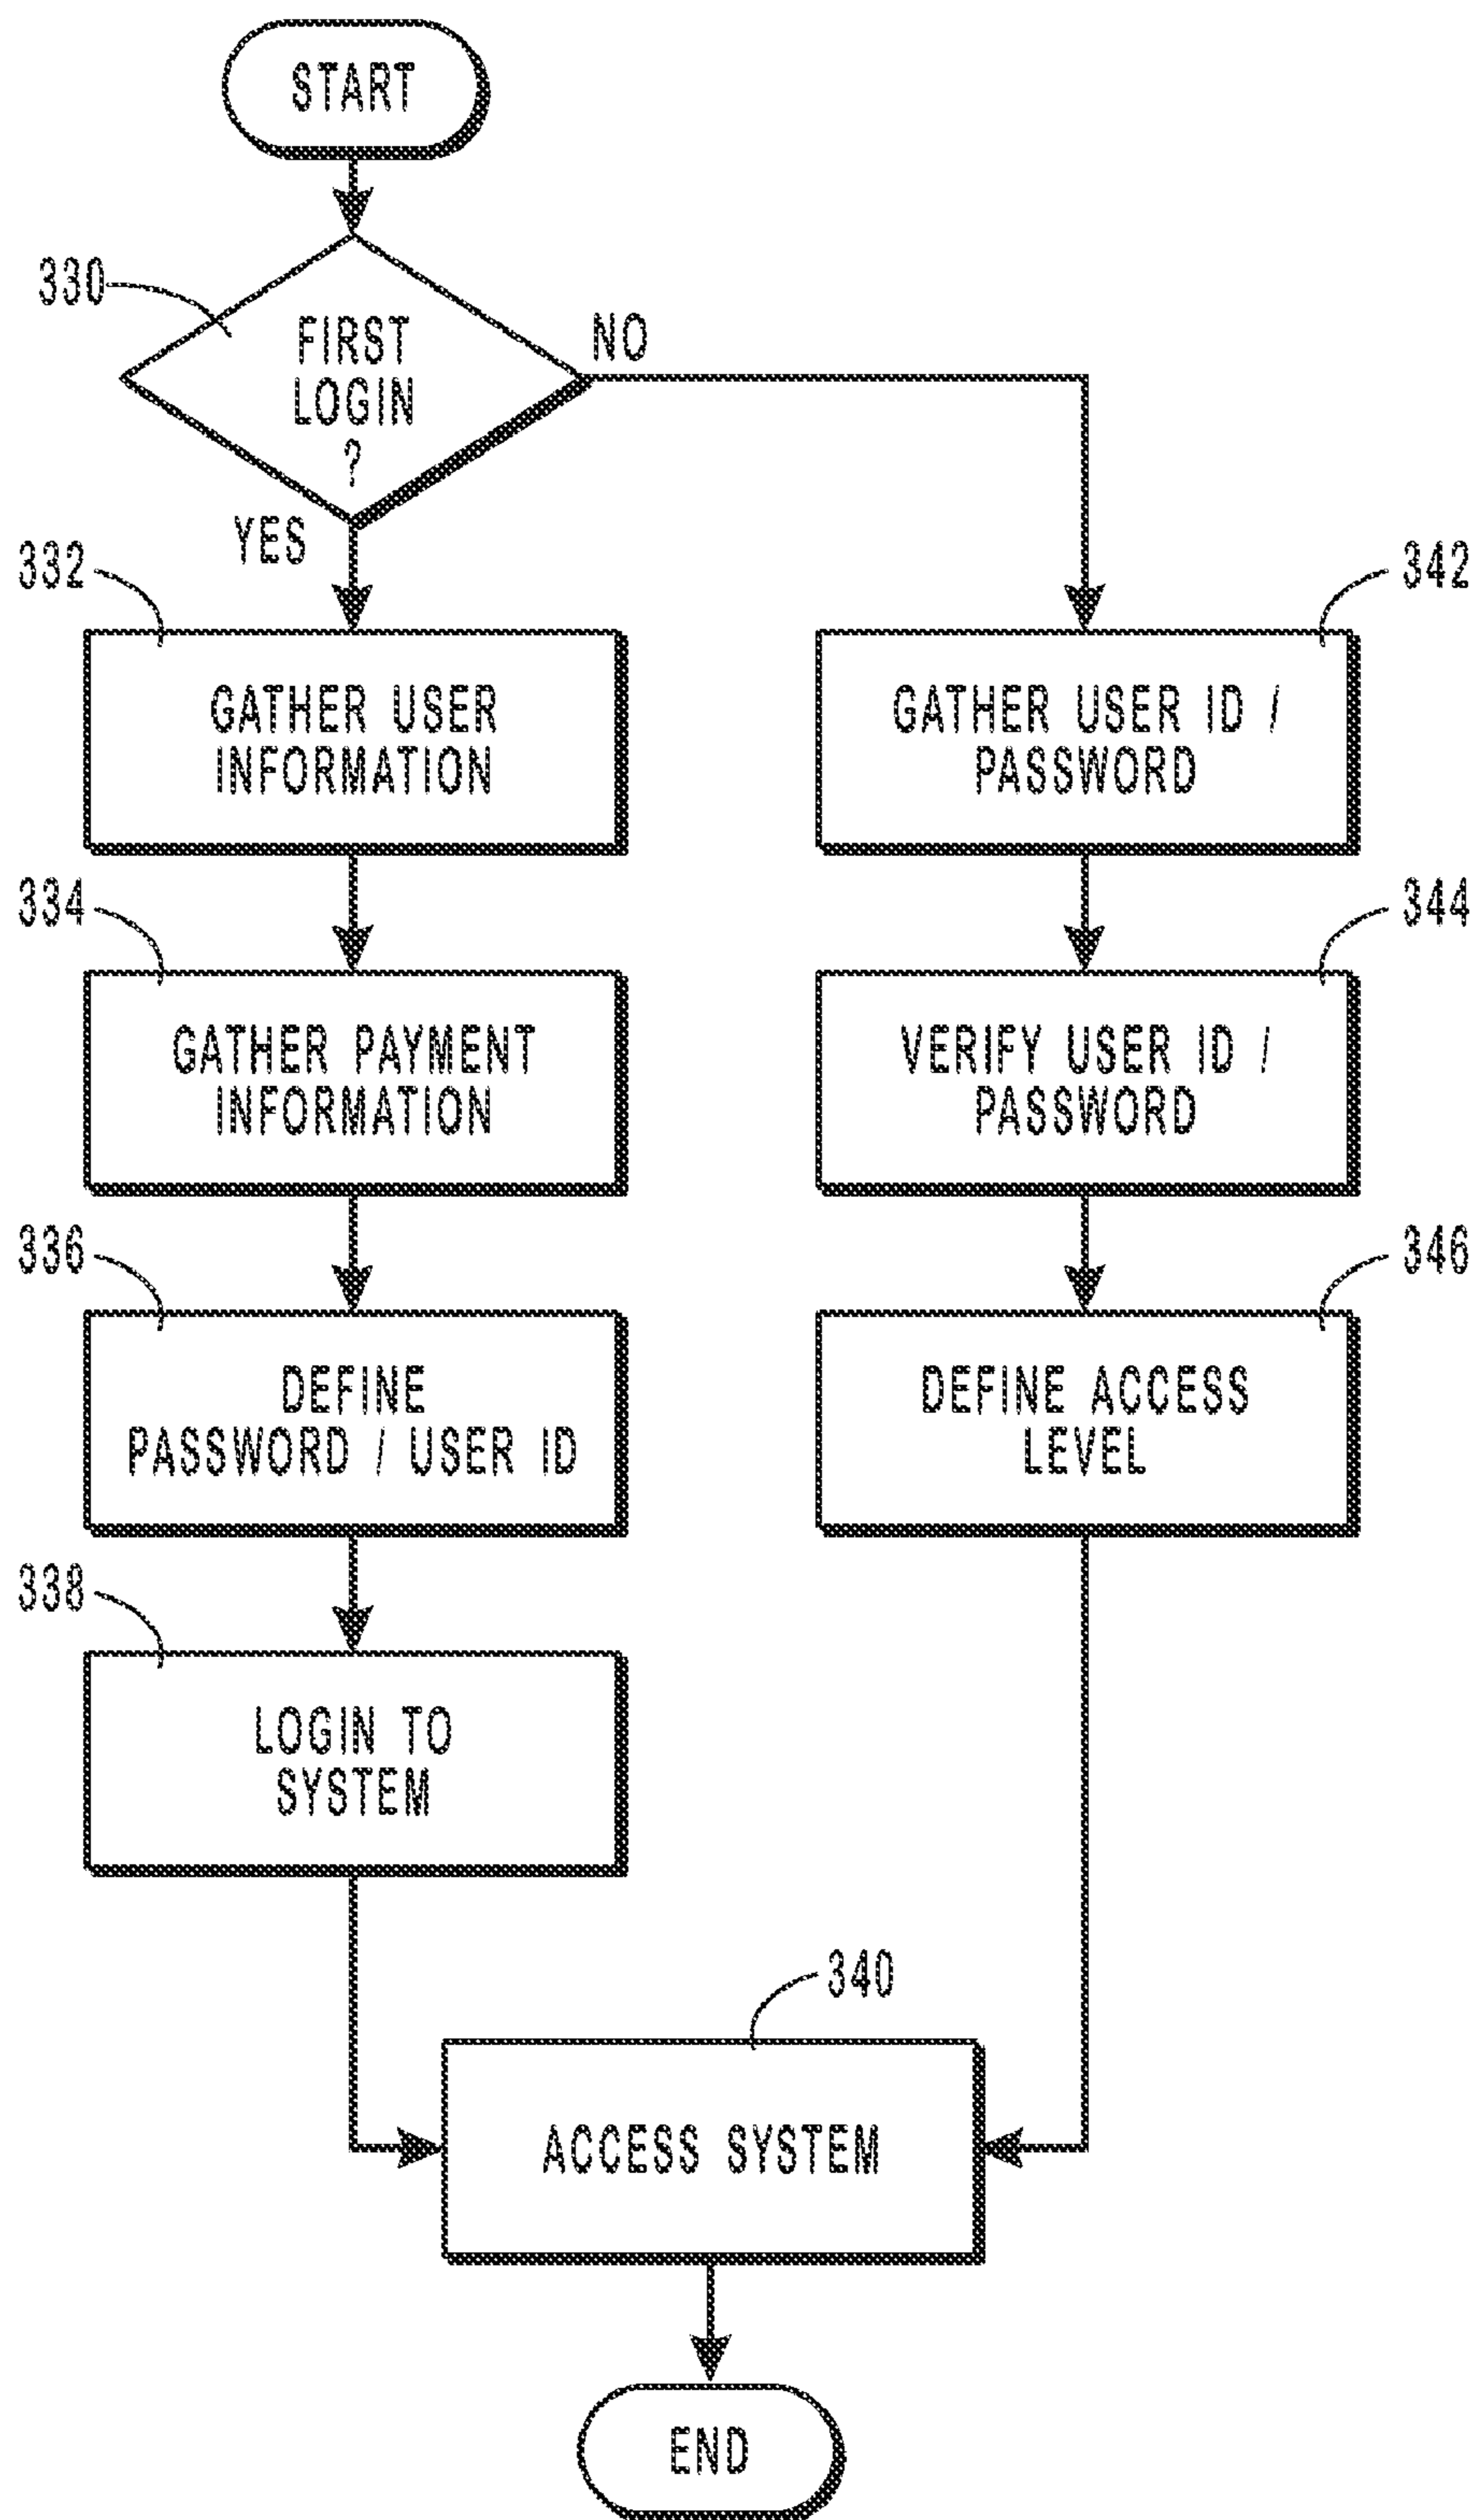 START
330
FIRST
LOGIN
?
NO
YES
332
GATHER USER
INFORMATION
334
GATHER PAYMENT
INFORMATION
336
DEFINE
PASSWORD / USER ID
338
LOGIN TO
SYSTEM
342
GATHER USER ID /
PASSWORD
344
VERIFY USER ID /
PASSWORD
346
DEFINE ACCESS
LEVEL
340
ACCESS SYSTEM
END